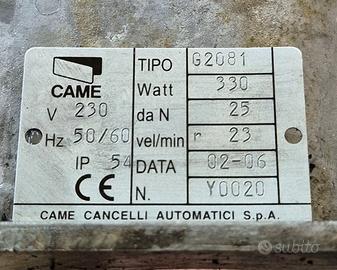 CAME
TIPO G2081
Watt 330
V 230 da N 25
Hz 50/60 vel/min r 23
IP 54 DATA 02-06
CE N. Y0020
CAME CANCELLI AUTOMATICI S.p.A.
subito